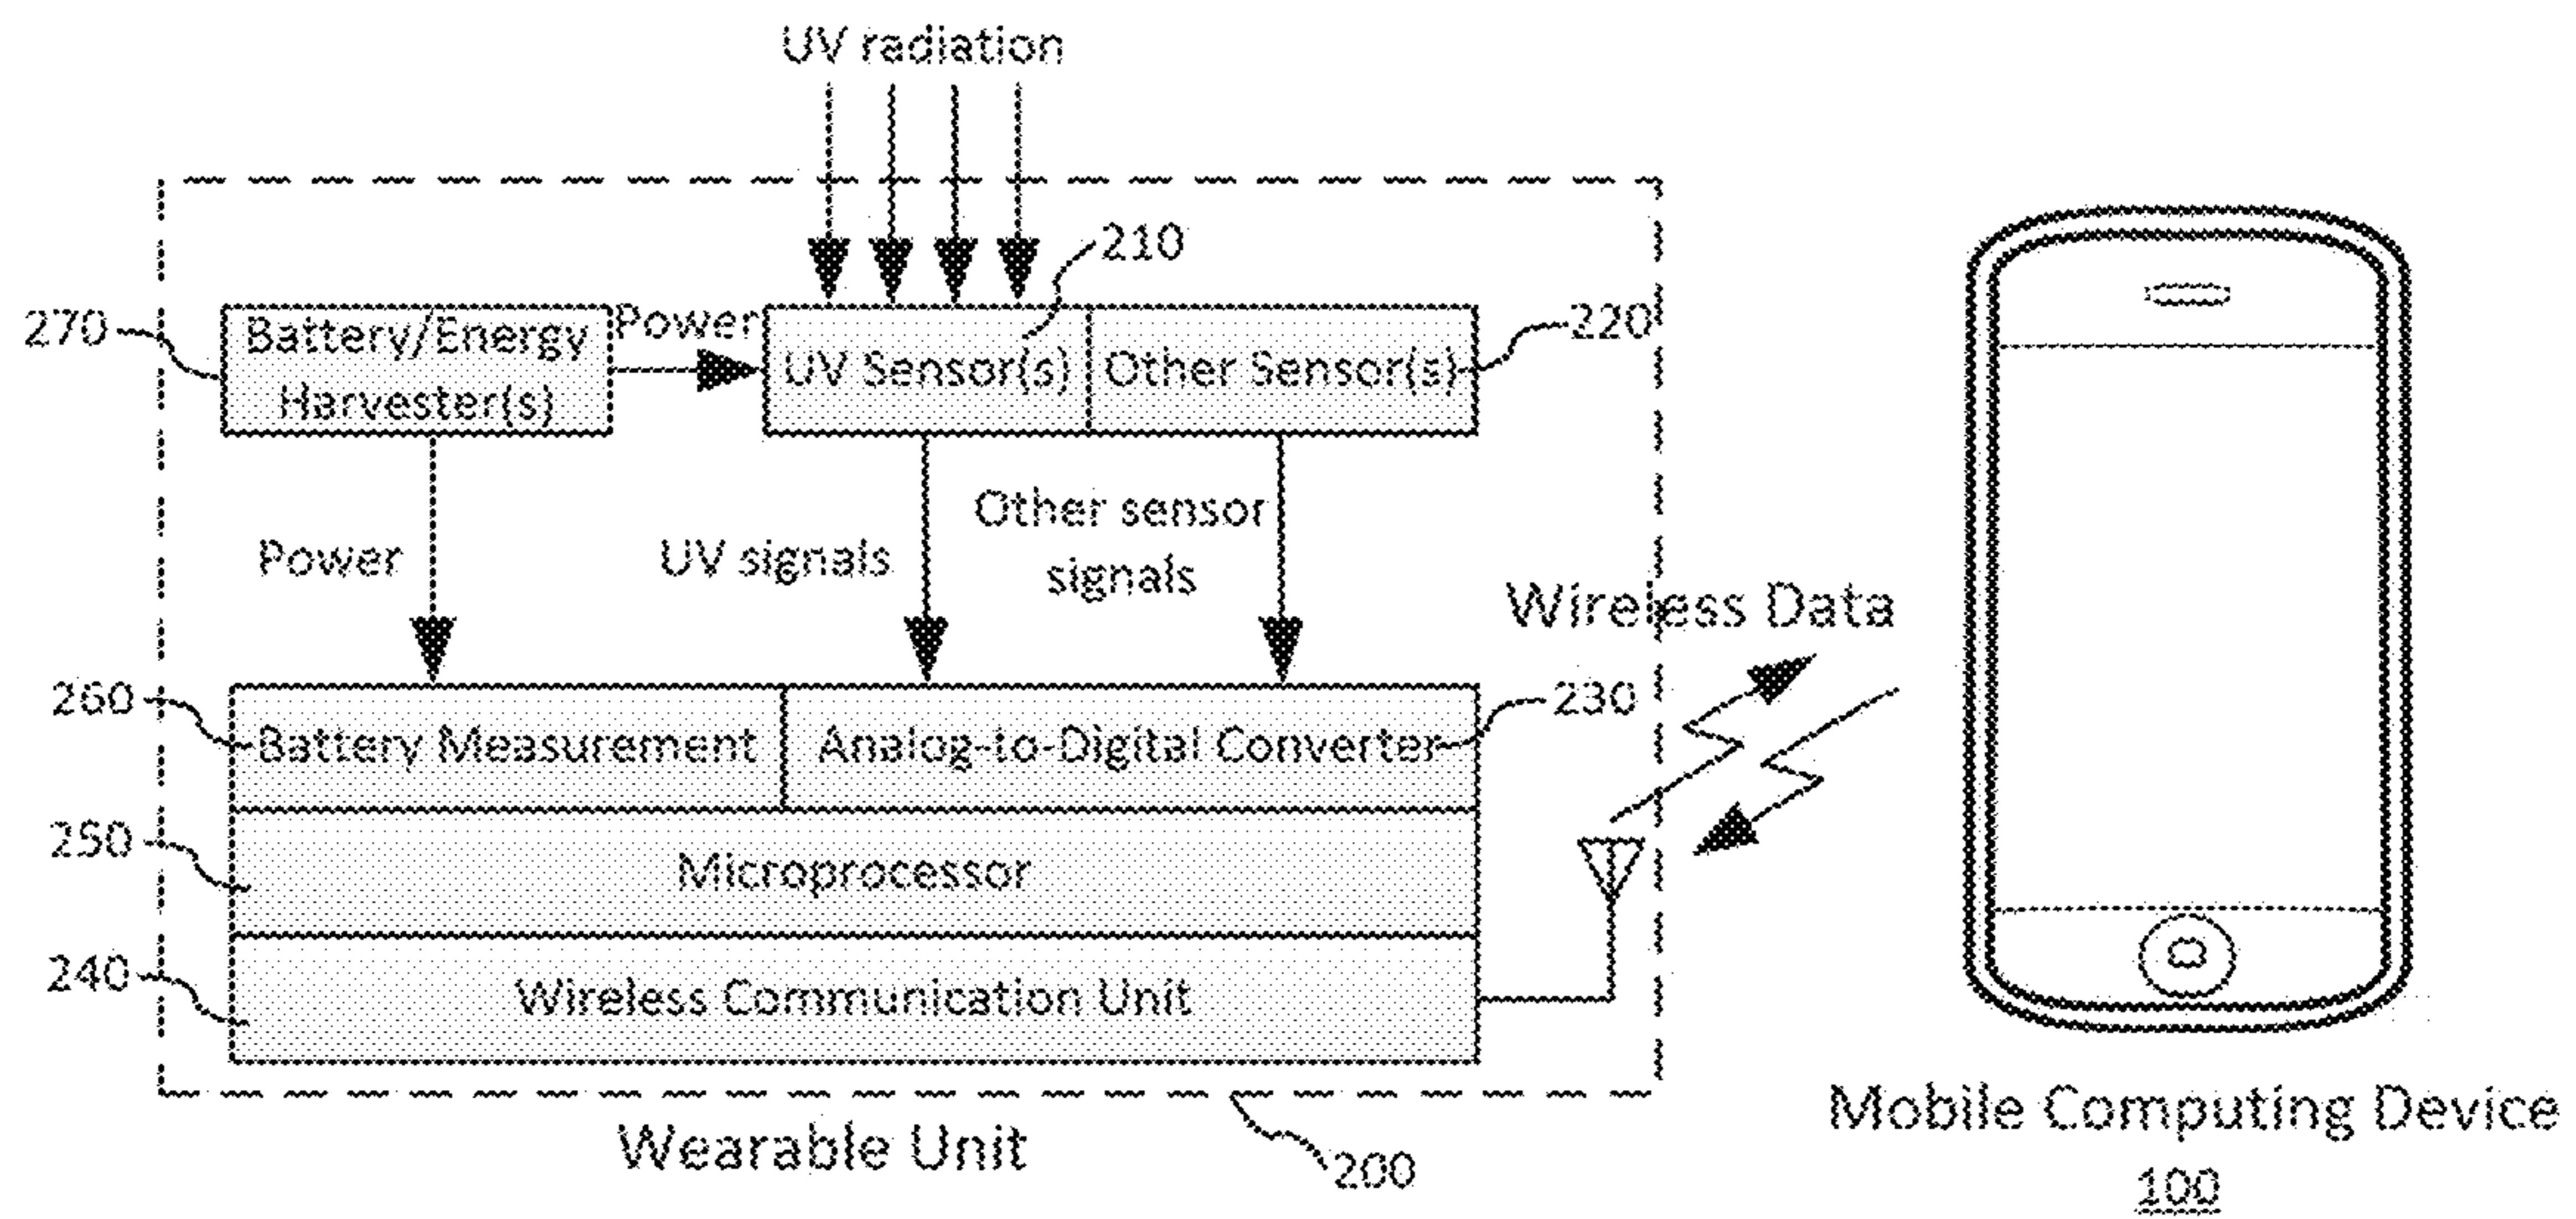 UV radiation
210
270
Battery/Energy
Harvester(s)
Power
UV Sensor(s)
Other Sensor(s)
220
Power
UV signals
Other sensor
signals
Wireless Data
260
Battery Measurement
Analog-to-Digital Converter
230
250
Microprocessor
240
Wireless Communication Unit
Wearable Unit
200
Mobile Computing Device
100